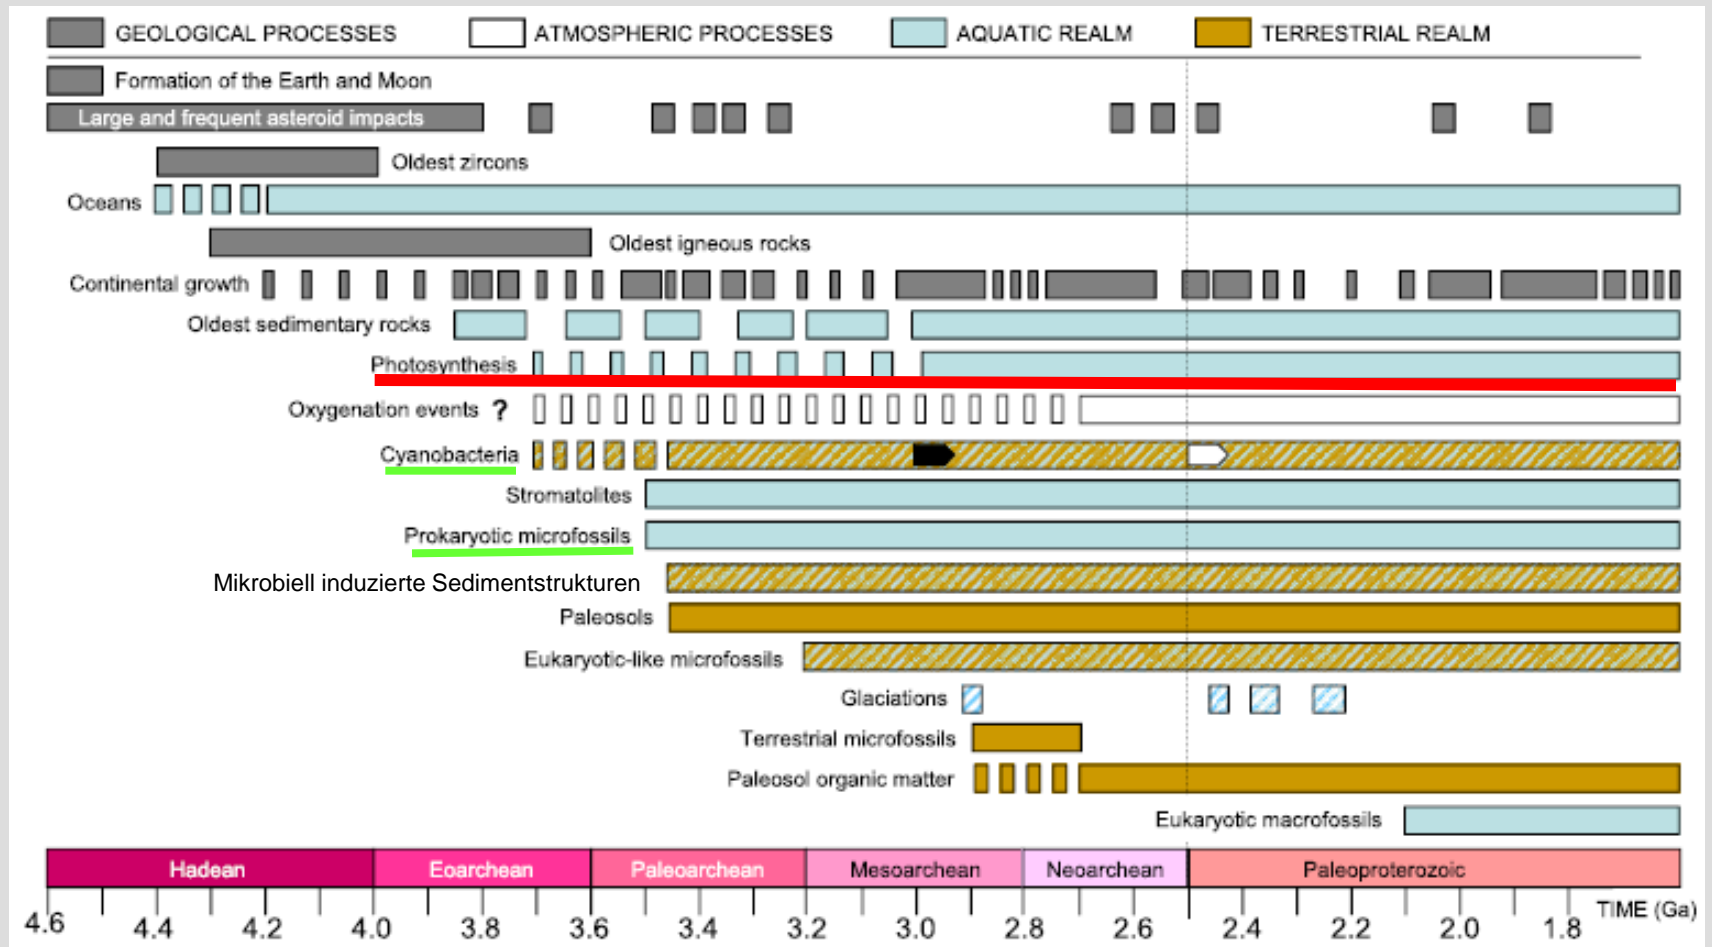 GEOLOGICAL PROCESSES ATMOSPHERIC PROCESSES AQUATIC REALM TERRESTRIAL REALM
Formation of the Earth and Moon
Large and frequent asteroid impacts
Oldest zircons
Oceans
Oldest igneous rocks
Continental growth
Oldest sedimentary rocks
Photosynthesis
Oxygenation events ?
Cyanobacteria
Stromatolites
Prokaryotic microfossils
Mikrobiell induzierte Sedimentstrukturen
Paleosols
Eukaryotic-like microfossils
Glaciations
Terrestrial microfossils
Paleosol organic matter
Eukaryotic macrofossils
Hadean Eoarchean Paleoarchean Mesoarchean Neoarchean Paleoproterozoic
4.6 4.4 4.2 4.0 3.8 3.6 3.4 3.2 3.0 2.8 2.6 2.4 2.2 2.0 1.8 TIME (Ga)